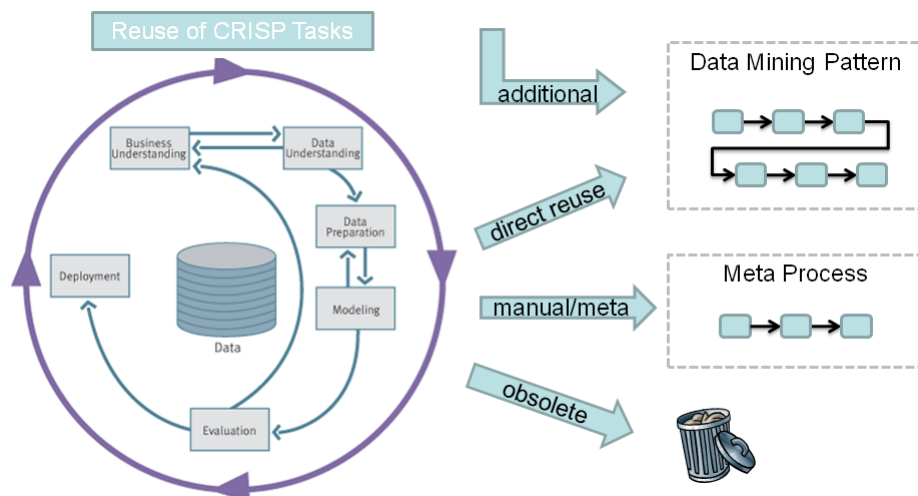 Reuse of CRISP Tasks
Business
Understanding
Data
Understanding
Data
Preparation
Modeling
Deployment
Data
Evaluation
additional
direct reuse
manual/meta
obsolete
Data Mining Pattern
Meta Process